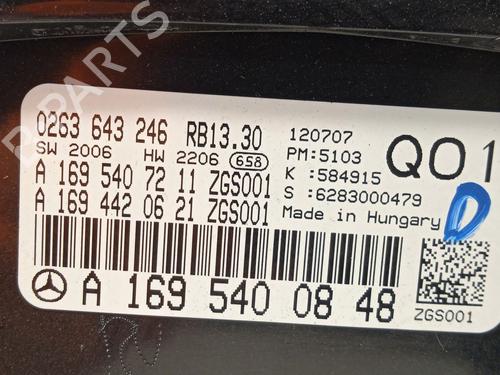 B PARTS
0263 643 246 RB13.30 120707 Q01
SW 2006 HW 2206 658 PM:5103
K :584915
A 169 540 72 11 ZGS001 S :6283000479
A 169 442 06 21 ZGS001 Made in Hungary
D
A 169 540 08 48
ZGS001